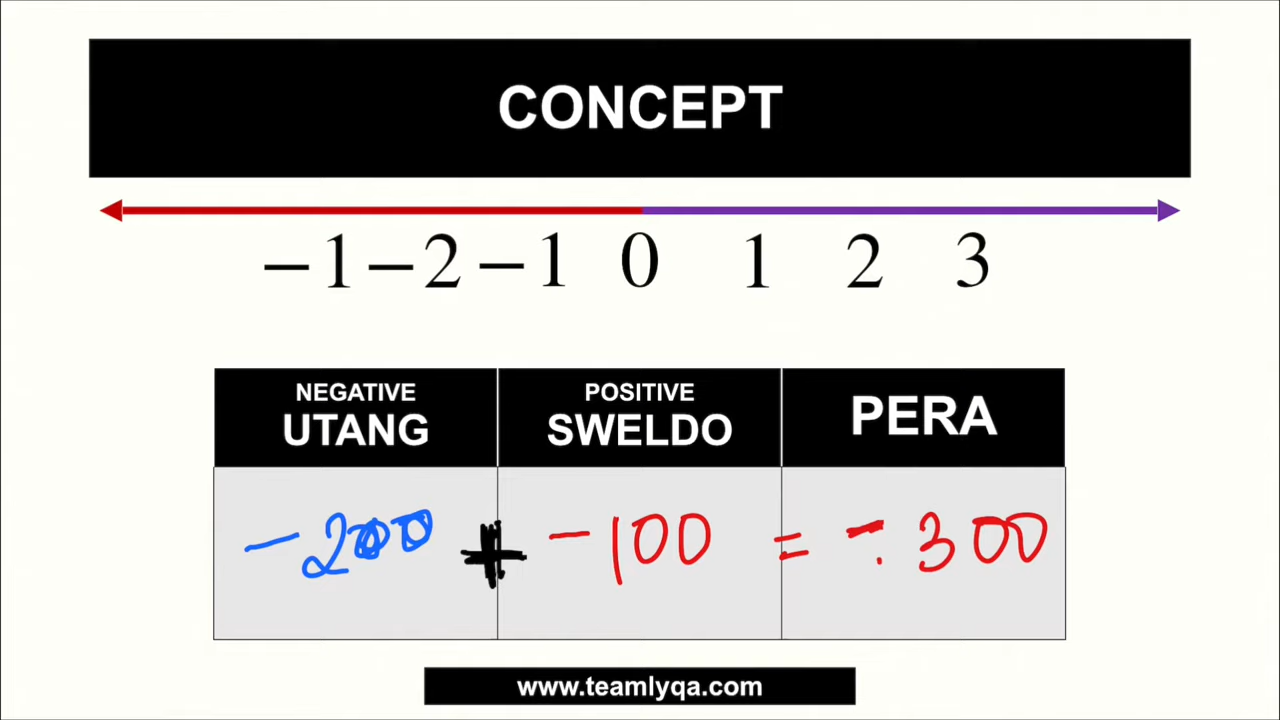 CONCEPT
−1 −2 −1 0 1 2 3
NEGATIVE
UTANG
POSITIVE
SWELDO
PERA
−200 + −100 = −300
www.teamlyqa.com